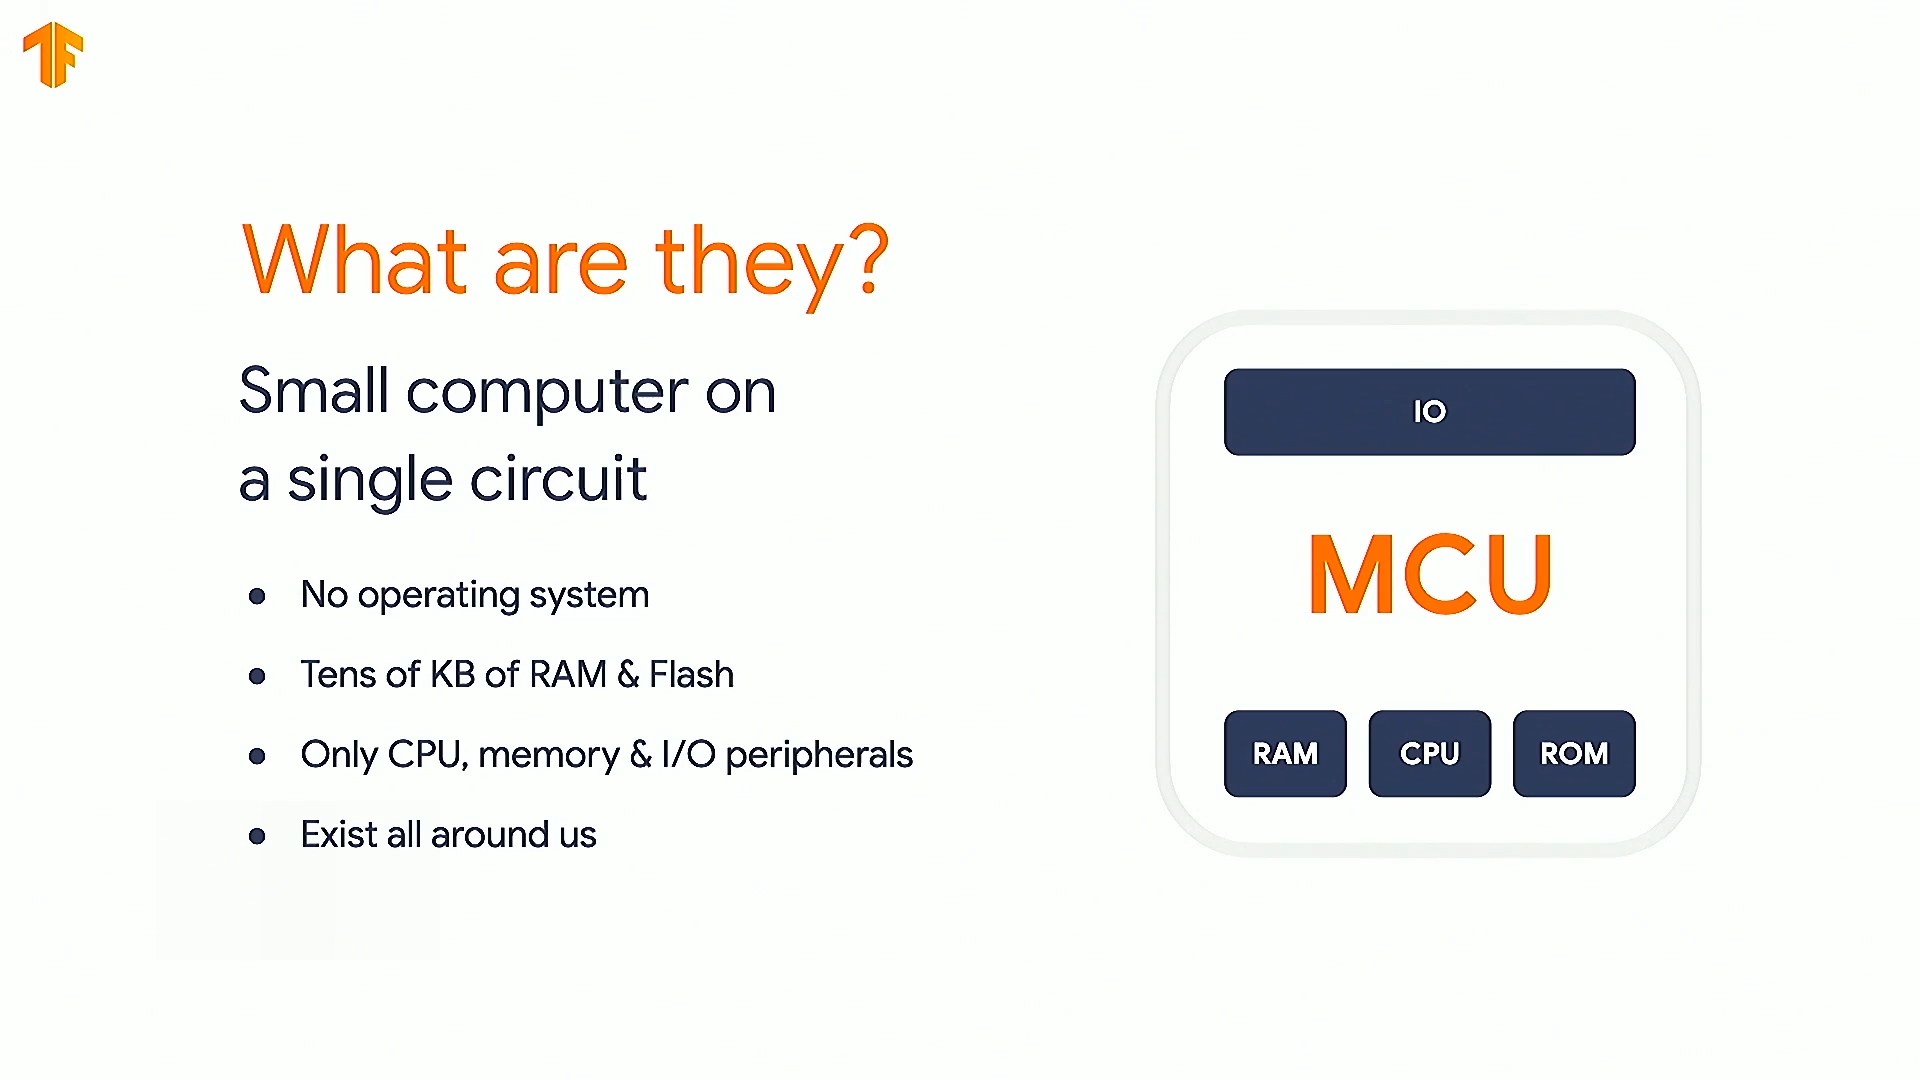 What are they?
Small computer on
a single circuit
• No operating system
• Tens of KB of RAM & Flash
• Only CPU, memory & I/O peripherals
• Exist all around us
IO
MCU
RAM CPU ROM